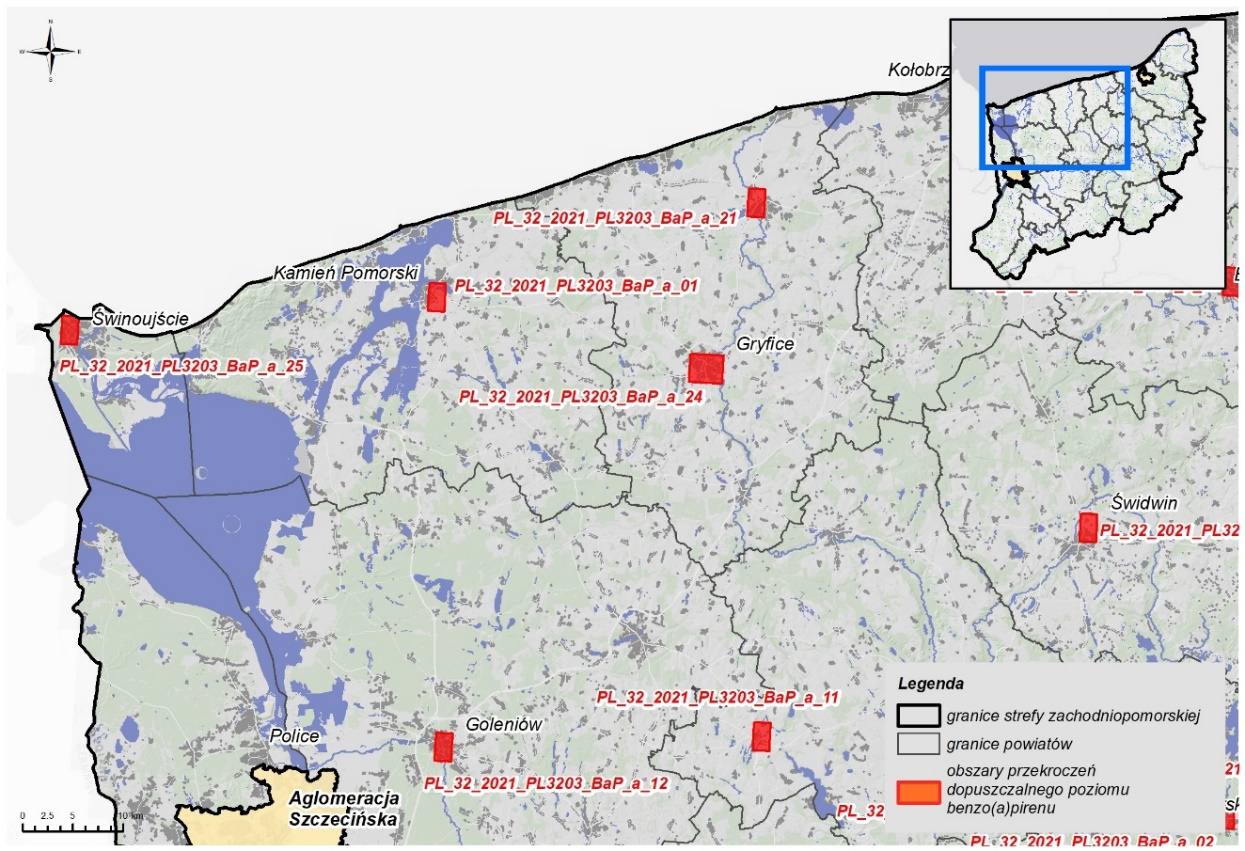 N
W
E
S
Kołobrz
PL_32_2021_PL3203_BaP_a_21
Kamień Pomorski
PL_32_2021_PL3203_BaP_a_01
Świnoujście
PL_32_2021_PL3203_BaP_a_25
Gryfice
PL_32_2021_PL3203_BaP_a_24
Świdwin
PL_32_2021_PL32
PL_32_2021_PL3203_BaP_a_11
Goleniów
Police
PL_32_2021_PL3203_BaP_a_12
Aglomeracja
Szczecińska
PL_32
PL_32_2021_PL3203_BaP_a_02
0 2.5 5 10 km
Legenda
granice strefy zachodniopomorskiej
granice powiatów
obszary przekroczeń
dopuszczalnego poziomu
benzo(a)pirenu